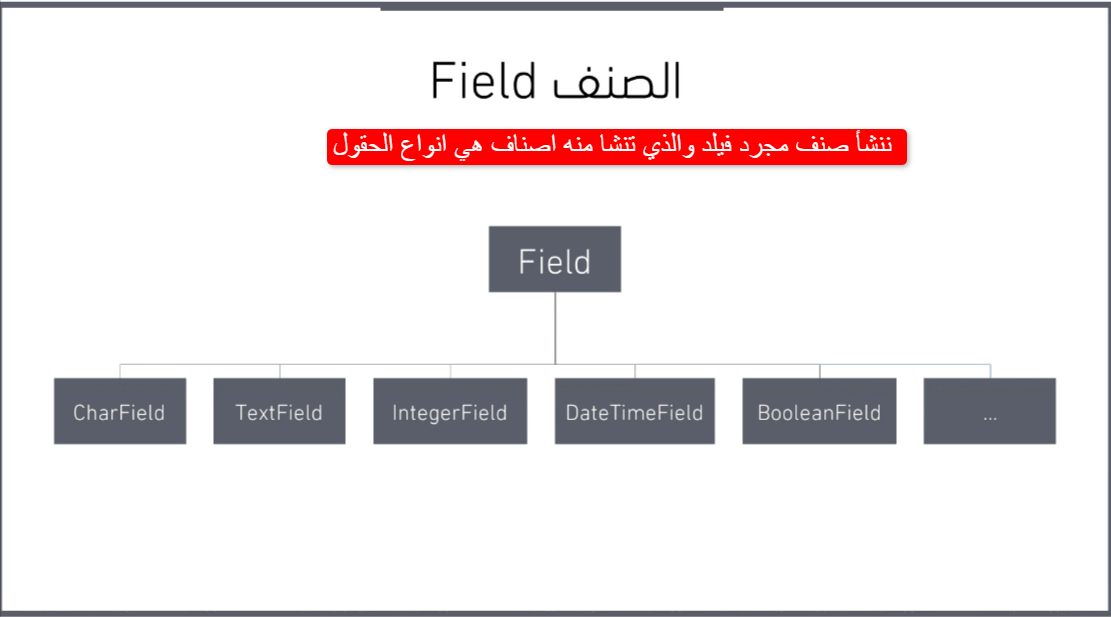 الصنف Field
ننشأ صنف مجرد فيلد والذي تنشا منه اصناف هي انواع الحقول
Field
CharField
TextField
IntegerField
DateTimeField
BooleanField
...